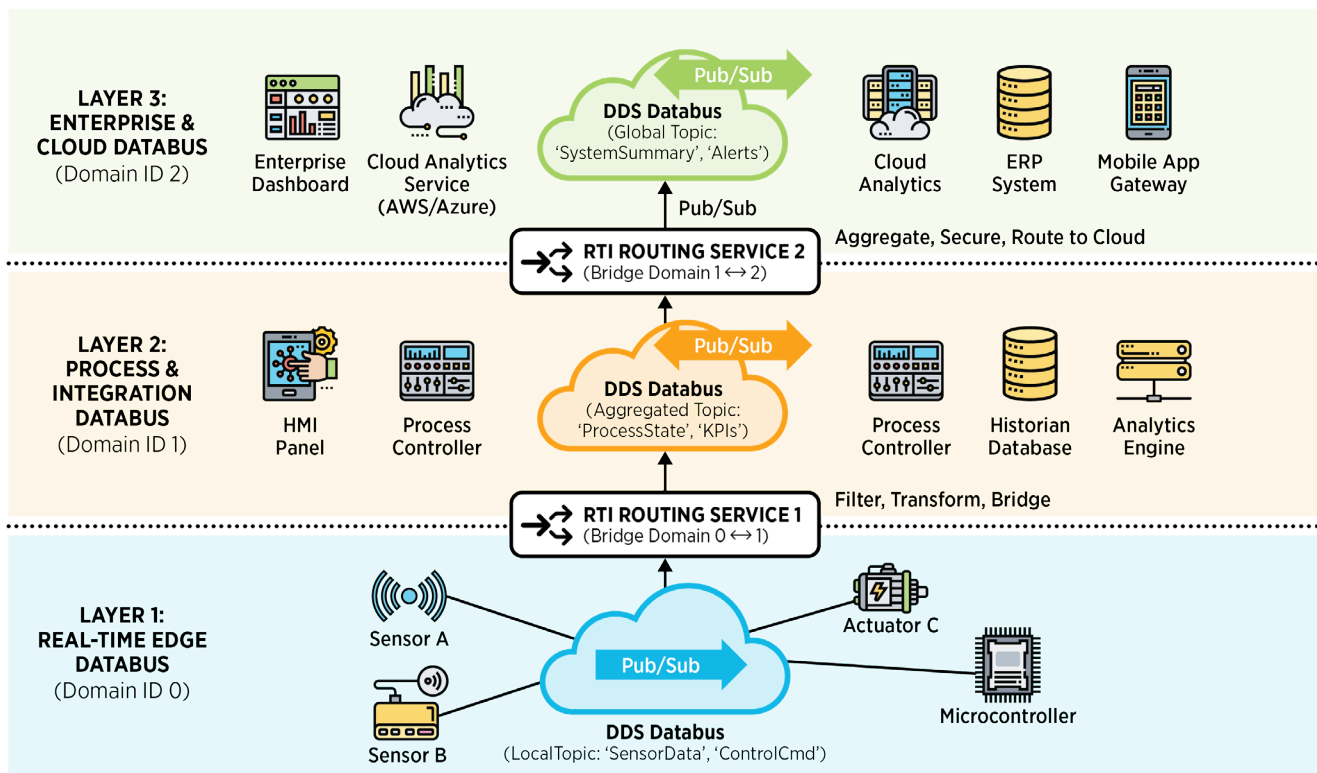 LAYER 3:
ENTERPRISE &
CLOUD DATABUS
(Domain ID 2)
Enterprise
Dashboard
Cloud Analytics
Service
(AWS/Azure)
Pub/Sub
DDS Databus
(Global Topic:
‘SystemSummary’, ‘Alerts’)
Cloud
Analytics
ERP
System
Mobile App
Gateway
Pub/Sub
RTI ROUTING SERVICE 2
(Bridge Domain 1 ↔ 2)
Aggregate, Secure, Route to Cloud
LAYER 2:
PROCESS &
INTEGRATION
DATABUS
(Domain ID 1)
HMI
Panel
Process
Controller
Pub/Sub
DDS Databus
(Aggregated Topic:
‘ProcessState’, ‘KPIs’)
Process
Controller
Historian
Database
Analytics
Engine
RTI ROUTING SERVICE 1
(Bridge Domain 0 ↔ 1)
Filter, Transform, Bridge
LAYER 1:
REAL-TIME EDGE
DATABUS
(Domain ID 0)
Sensor A
Sensor B
Pub/Sub
DDS Databus
(LocalTopic: ‘SensorData’, ‘ControlCmd’)
Actuator C
Microcontroller